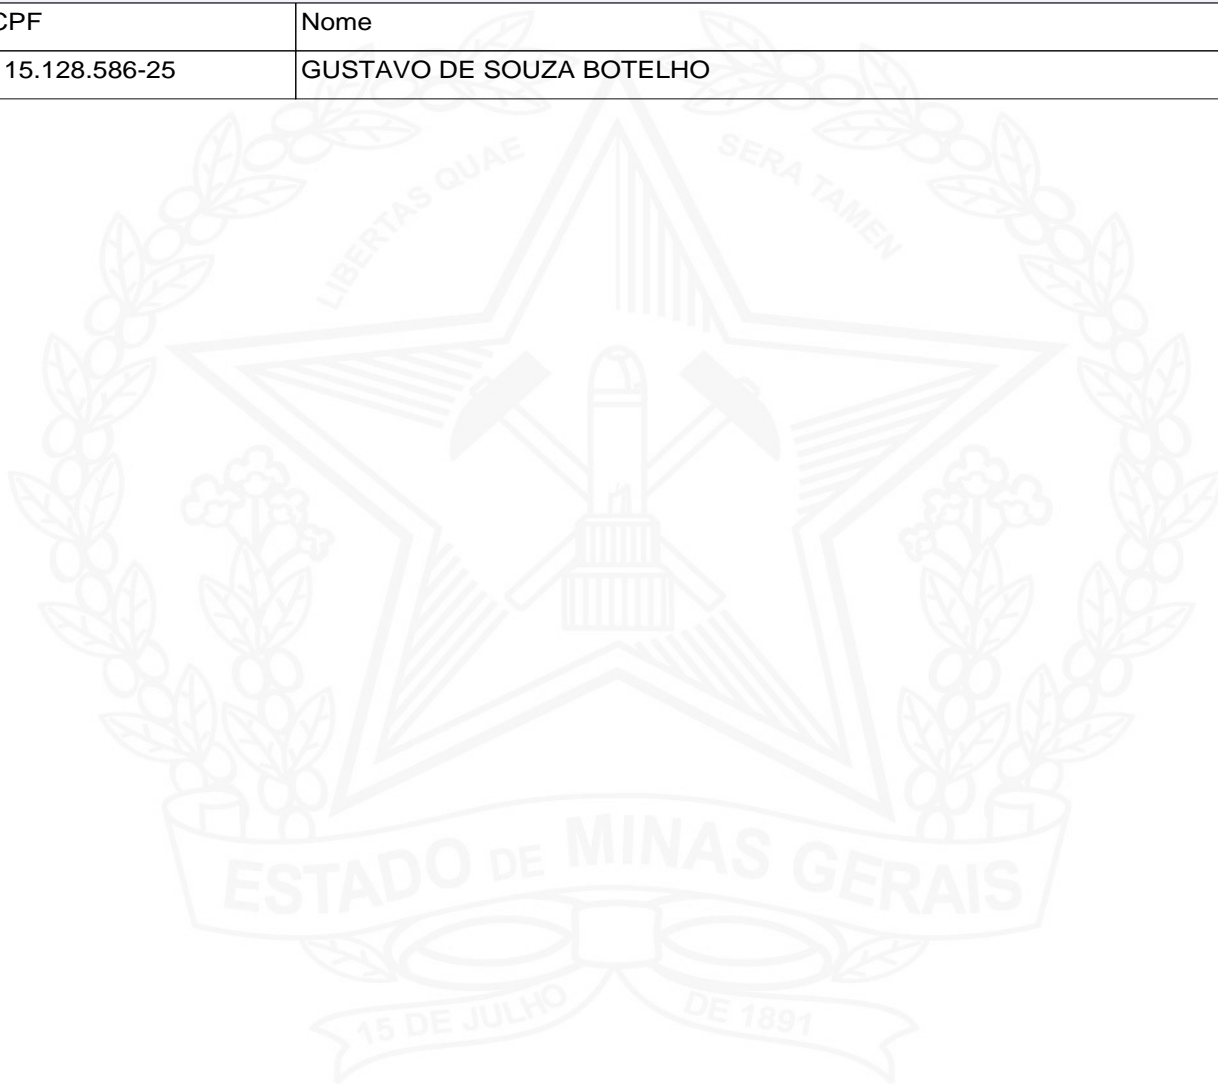 CPF Nome
15.128.586-25 GUSTAVO DE SOUZA BOTELHO
LIBERTAS QUAE SERA TAMEN
ESTADO DE MINAS GERAIS
15 DE JULHO DE 1891